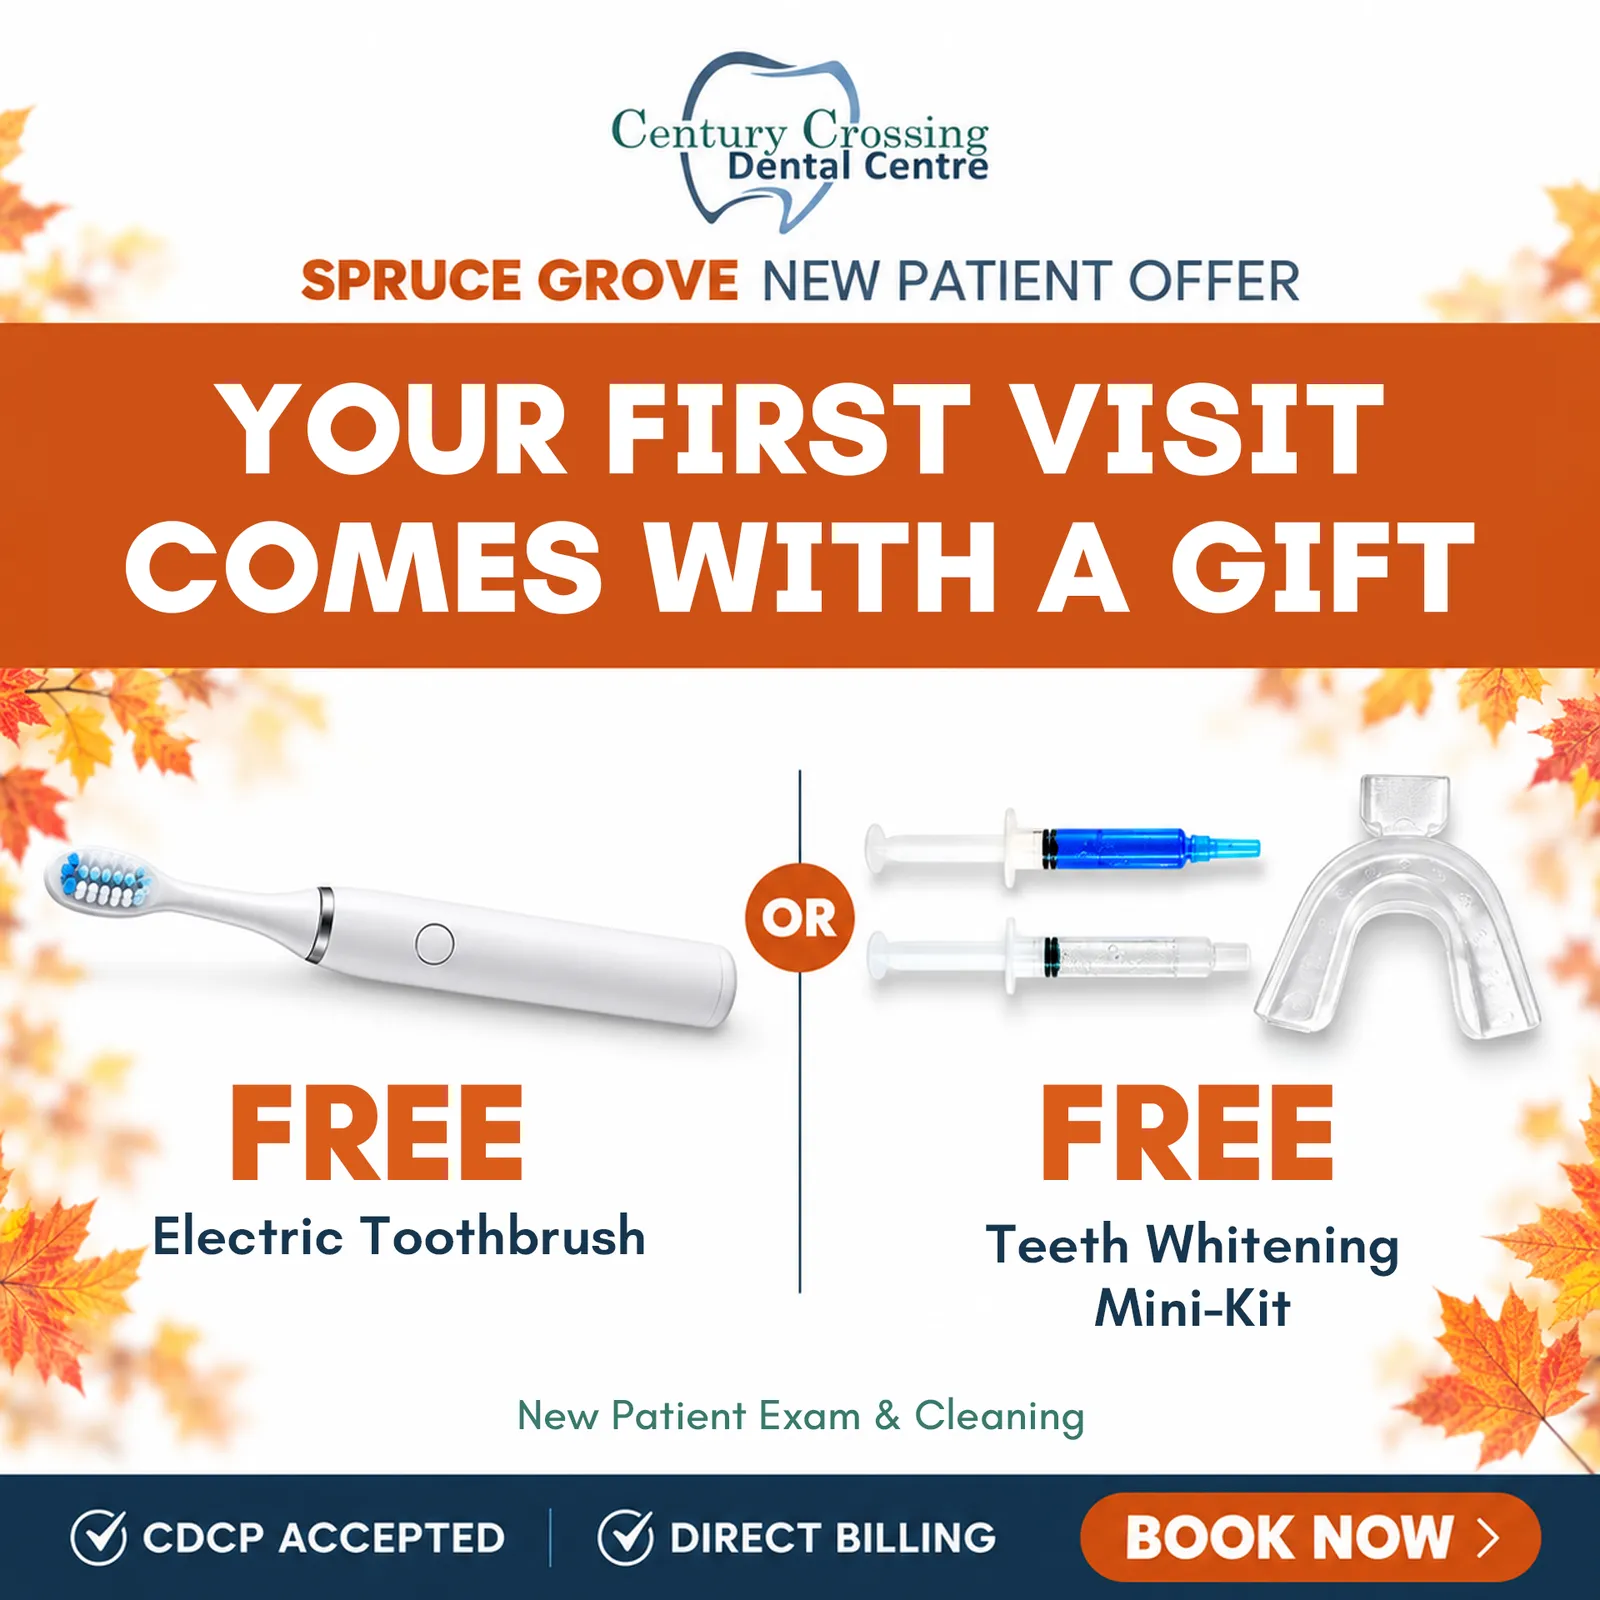 Century Crossing
Dental Centre
SPRUCE GROVE NEW PATIENT OFFER
YOUR FIRST VISIT
COMES WITH A GIFT
OR
FREE
Electric Toothbrush
FREE
Teeth Whitening
Mini-Kit
New Patient Exam & Cleaning
CDCP ACCEPTED
DIRECT BILLING
BOOK NOW